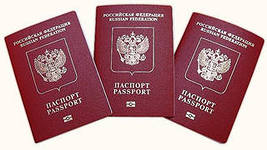 РОССИЙСКАЯ ФЕДЕРАЦИЯ
RUSSIAN FEDERATION
ПАСПОРТ
PASSPORT
РОССИЙСКАЯ ФЕДЕРАЦИЯ
RUSSIAN FEDERATION
ПАСПОРТ
PASSPORT
РОССИЙСКАЯ ФЕДЕРАЦИЯ
RUSSIAN FEDERATION
ПАСПОРТ
PASSPORT